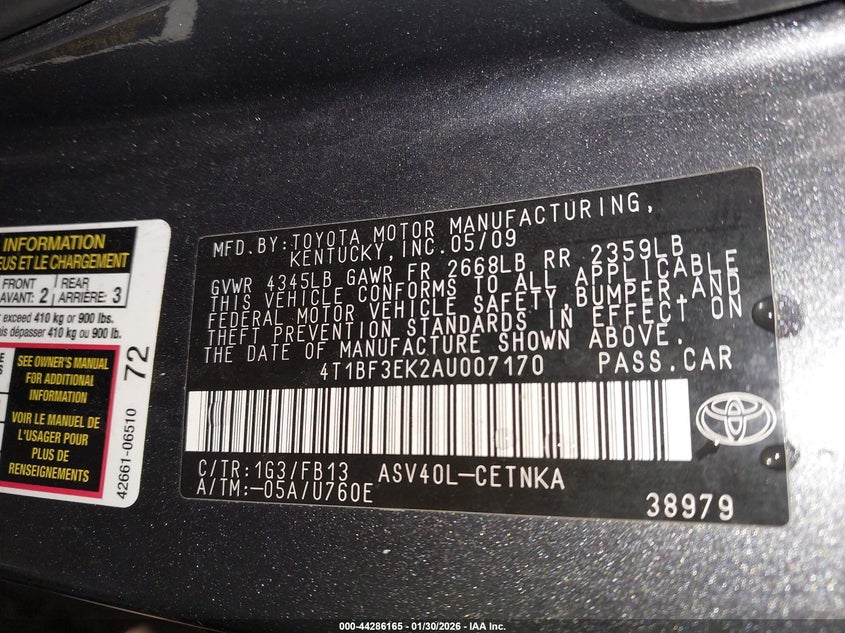 INFORMATION
EUS ET LE CHARGEMENT
FRONT
AVANT: 2
REAR
ARRIÈRE: 3
exceed 410 kg or 900 lbs.
dépasser 410 kg ou 900 lb.
SEE OWNER'S MANUAL
FOR ADDITIONAL
INFORMATION
VOIR LE MANUEL DE
L'USAGER POUR
PLUS DE
RENSEIGNEMENTS
72
42661-06510
MFD. BY: TOYOTA MOTOR MANUFACTURING,
KENTUCKY, INC. 05/09
GVWR 4345LB GAWR FR 2668LB RR 2359LB
THIS VEHICLE CONFORMS TO ALL APPLICABLE
FEDERAL MOTOR VEHICLE SAFETY, BUMPER, AND
THEFT PREVENTION STANDARDS IN EFFECT ON
THE DATE OF MANUFACTURE SHOWN ABOVE.
4T1BF3EK2AU007170 PASS. CAR
C/TR: 1G3/FB13 ASV40L-CETNKA
A/TM:-05A/U760E
38979
000-44286165 - 01/30/2026 - IAA Inc.